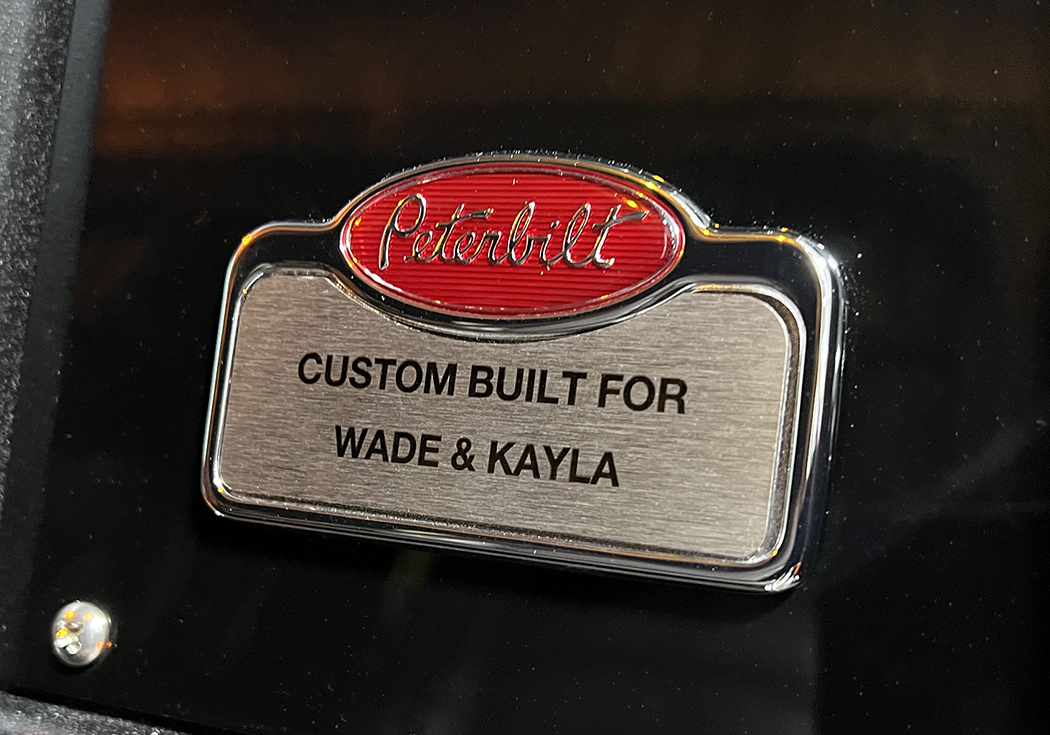 Peterbilt
CUSTOM BUILT FOR
WADE & KAYLA